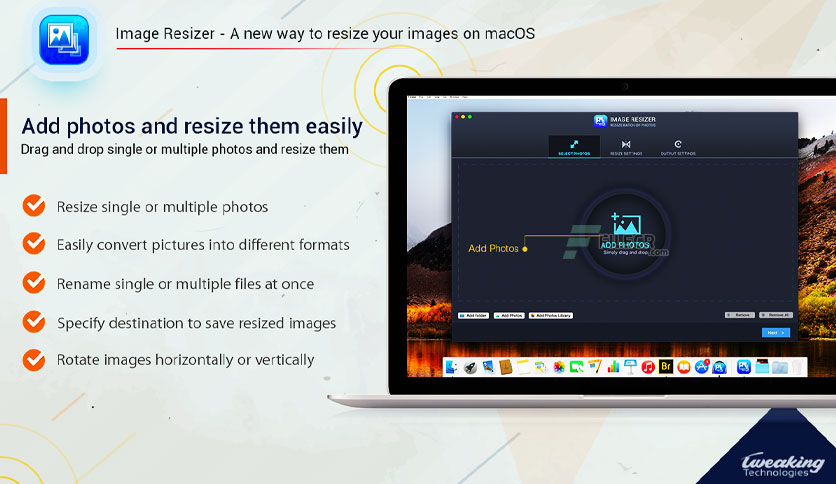 Image Resizer - A new way to resize your images on macOS
Add photos and resize them easily
Drag and drop single or multiple photos and resize them
Resize single or multiple photos
Easily convert pictures into different formats
Rename single or multiple files at once
Specify destination to save resized images
Rotate images horizontally or vertically
IMAGE RESIZER
RESIZE BATCH OF PHOTOS
SELECT PHOTOS
RESIZE SETTINGS
OUTPUT SETTINGS
Add Photos
ADD PHOTOS
Simply drag and drop
FILECR
.com
Add Folder
Add Photos
Add Photos Library
Remove
Remove All
Next >
Br
Tweaking
Technologies